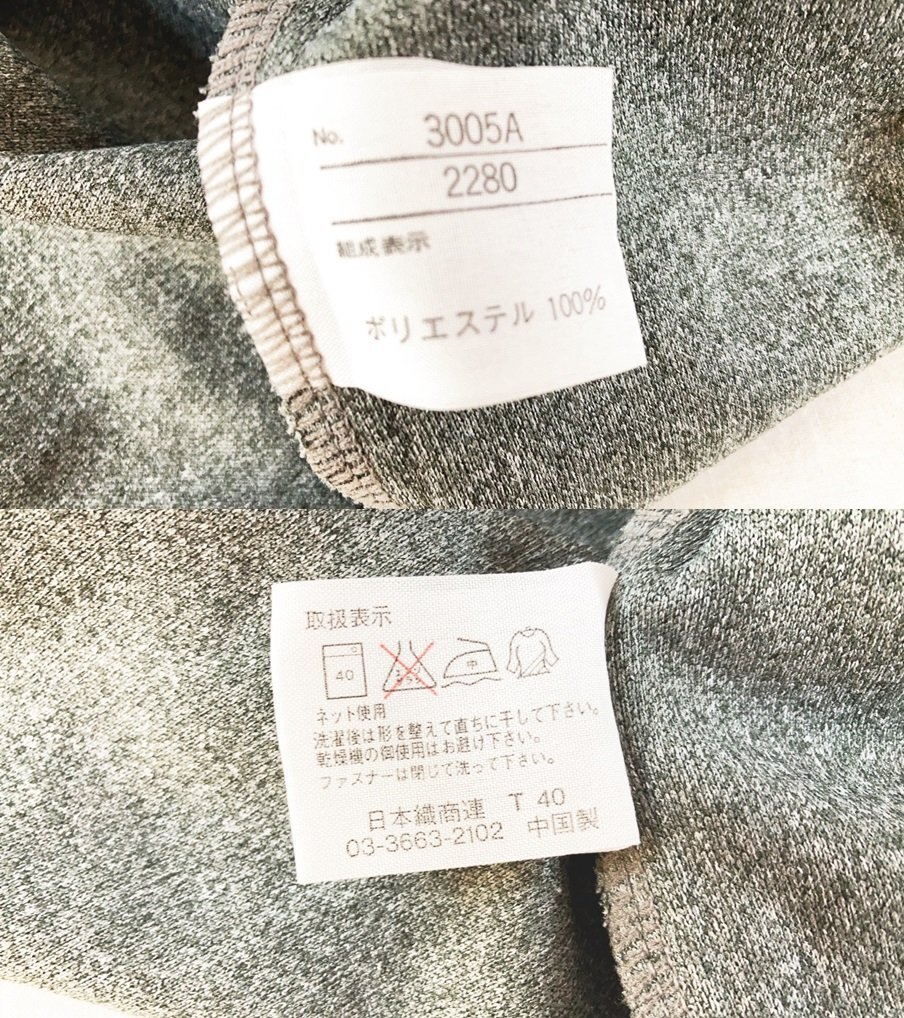 No. 3005A
2280
組成表示
ポリエステル 100%
取扱表示
40
中
ネット使用
洗濯後は形を整えて直ちに干して下さい。
乾燥機の御使用はお避け下さい。
ファスナーは閉じて洗って下さい。
日本織商連 T 40
03-3663-2102 中国製